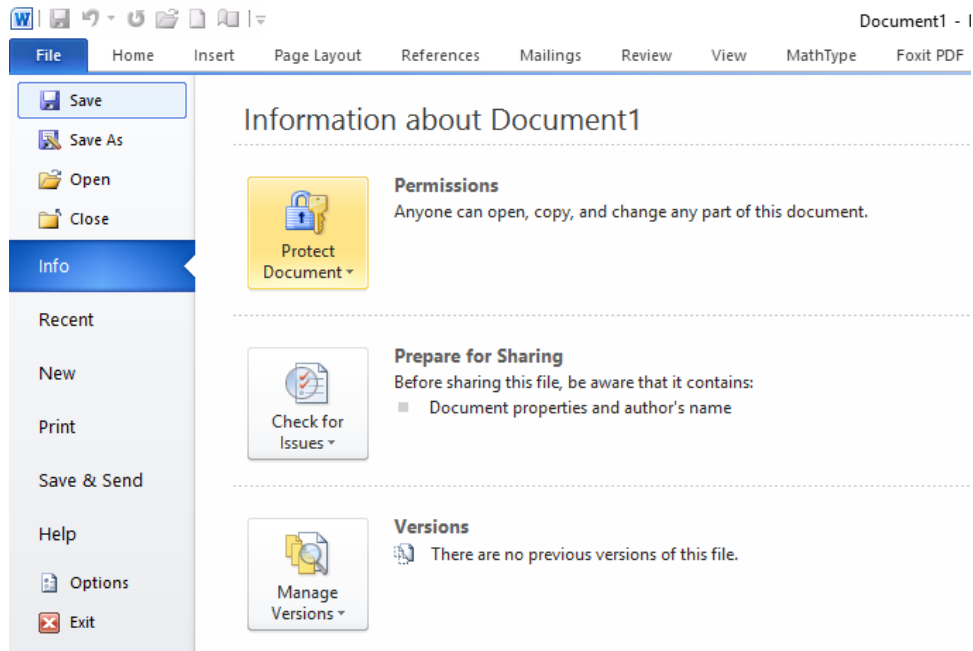 W
Document1 -
File Home Insert Page Layout References Mailings Review View MathType Foxit PDF
Save
Save As
Open
Close
Info
Recent
New
Print
Save & Send
Help
Options
Exit
Information about Document1
Protect
Document
Permissions
Anyone can open, copy, and change any part of this document.
Check for
Issues
Prepare for Sharing
Before sharing this file, be aware that it contains:
Document properties and author's name
Manage
Versions
Versions
There are no previous versions of this file.